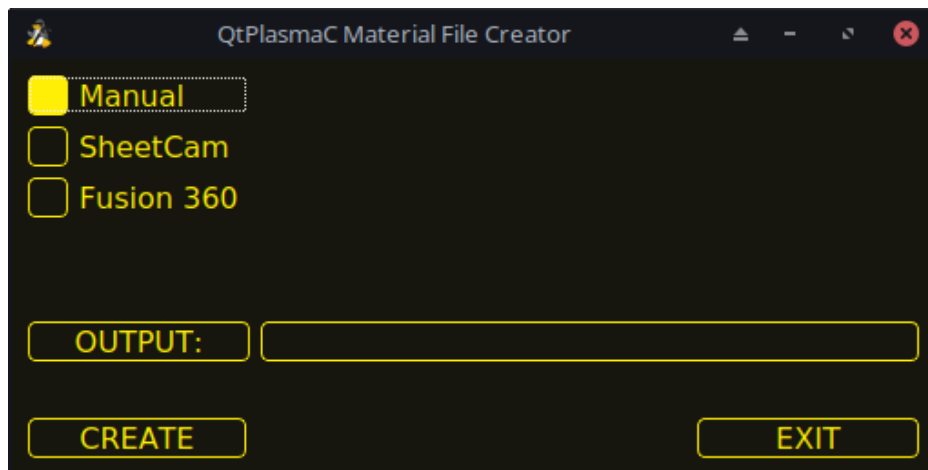 QtPlasmaC Material File Creator
Manual
SheetCam
Fusion 360
OUTPUT:
CREATE EXIT